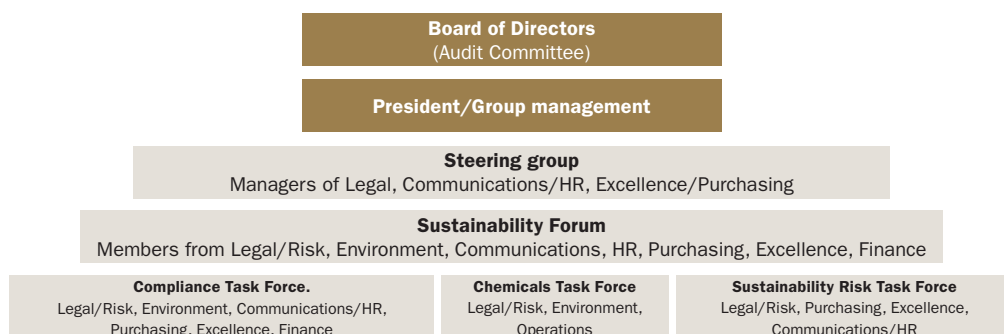 Board of Directors
(Audit Committee)
President/Group management
Steering group
Managers of Legal, Communications/HR, Excellence/Purchasing
Sustainability Forum
Members from Legal/Risk, Environment, Communications, HR, Purchasing, Excellence, Finance
Compliance Task Force.
Legal/Risk, Environment, Communications/HR,
Purchasing, Excellence, Finance
Chemicals Task Force
Legal/Risk, Environment,
Operations
Sustainability Risk Task Force
Legal/Risk, Purchasing, Excellence,
Communications/HR